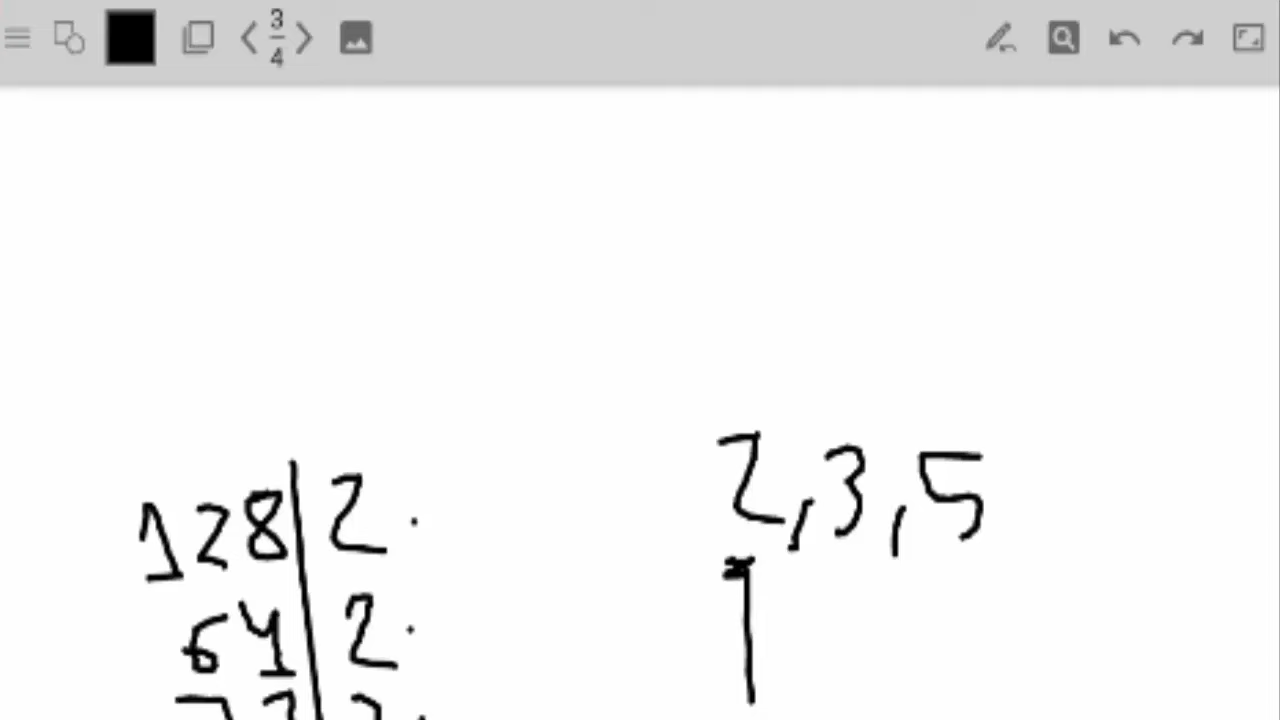 3
4
2, 3, 5
128 | 2 .
64 | 2 .